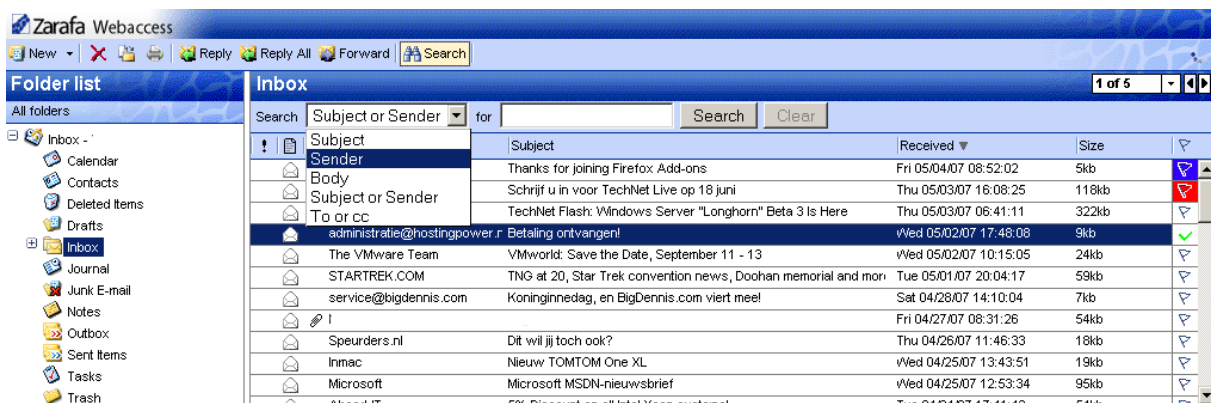 Zarafa Webaccess
New Reply Reply All Forward Search
Folder list
All folders
Inbox -
Calendar
Contacts
Deleted Items
Drafts
Inbox
Journal
Junk E-mail
Notes
Outbox
Sent Items
Tasks
Trash
Inbox 1 of 5
Search Subject or Sender for Search Clear
Subject
Sender
Body
Subject or Sender
To or cc
! Subject Received Size
Thanks for joining Firefox Add-ons Fri 05/04/07 08:52:02 5kb
Schrijf u in voor TechNet Live op 18 juni Thu 05/03/07 16:08:25 118kb
TechNet Flash: Windows Server "Longhorn" Beta 3 Is Here Thu 05/03/07 06:41:11 322kb
administratie@hostingpower.r Betaling ontvangen! Wed 05/02/07 17:48:08 9kb
The VMware Team VMworld: Save the Date, September 11 - 13 Wed 05/02/07 10:15:05 24kb
STARTREK.COM TNG at 20, Star Trek convention news, Doohan memorial and more Tue 05/01/07 20:04:17 59kb
service@bigdennis.com Koninginnedag, en BigDennis.com viert mee! Sat 04/28/07 14:10:04 7kb
Fri 04/27/07 08:31:26 54kb
Speurders.nl Dit wil jij toch ook? Thu 04/26/07 11:46:33 18kb
Inmac Nieuw TOMTOM One XL Wed 04/25/07 13:43:51 19kb
Microsoft Microsoft MSDN-nieuwsbrief Wed 04/25/07 12:53:34 95kb